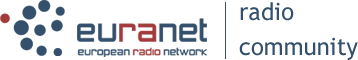 euranet
european radio network
radio
community